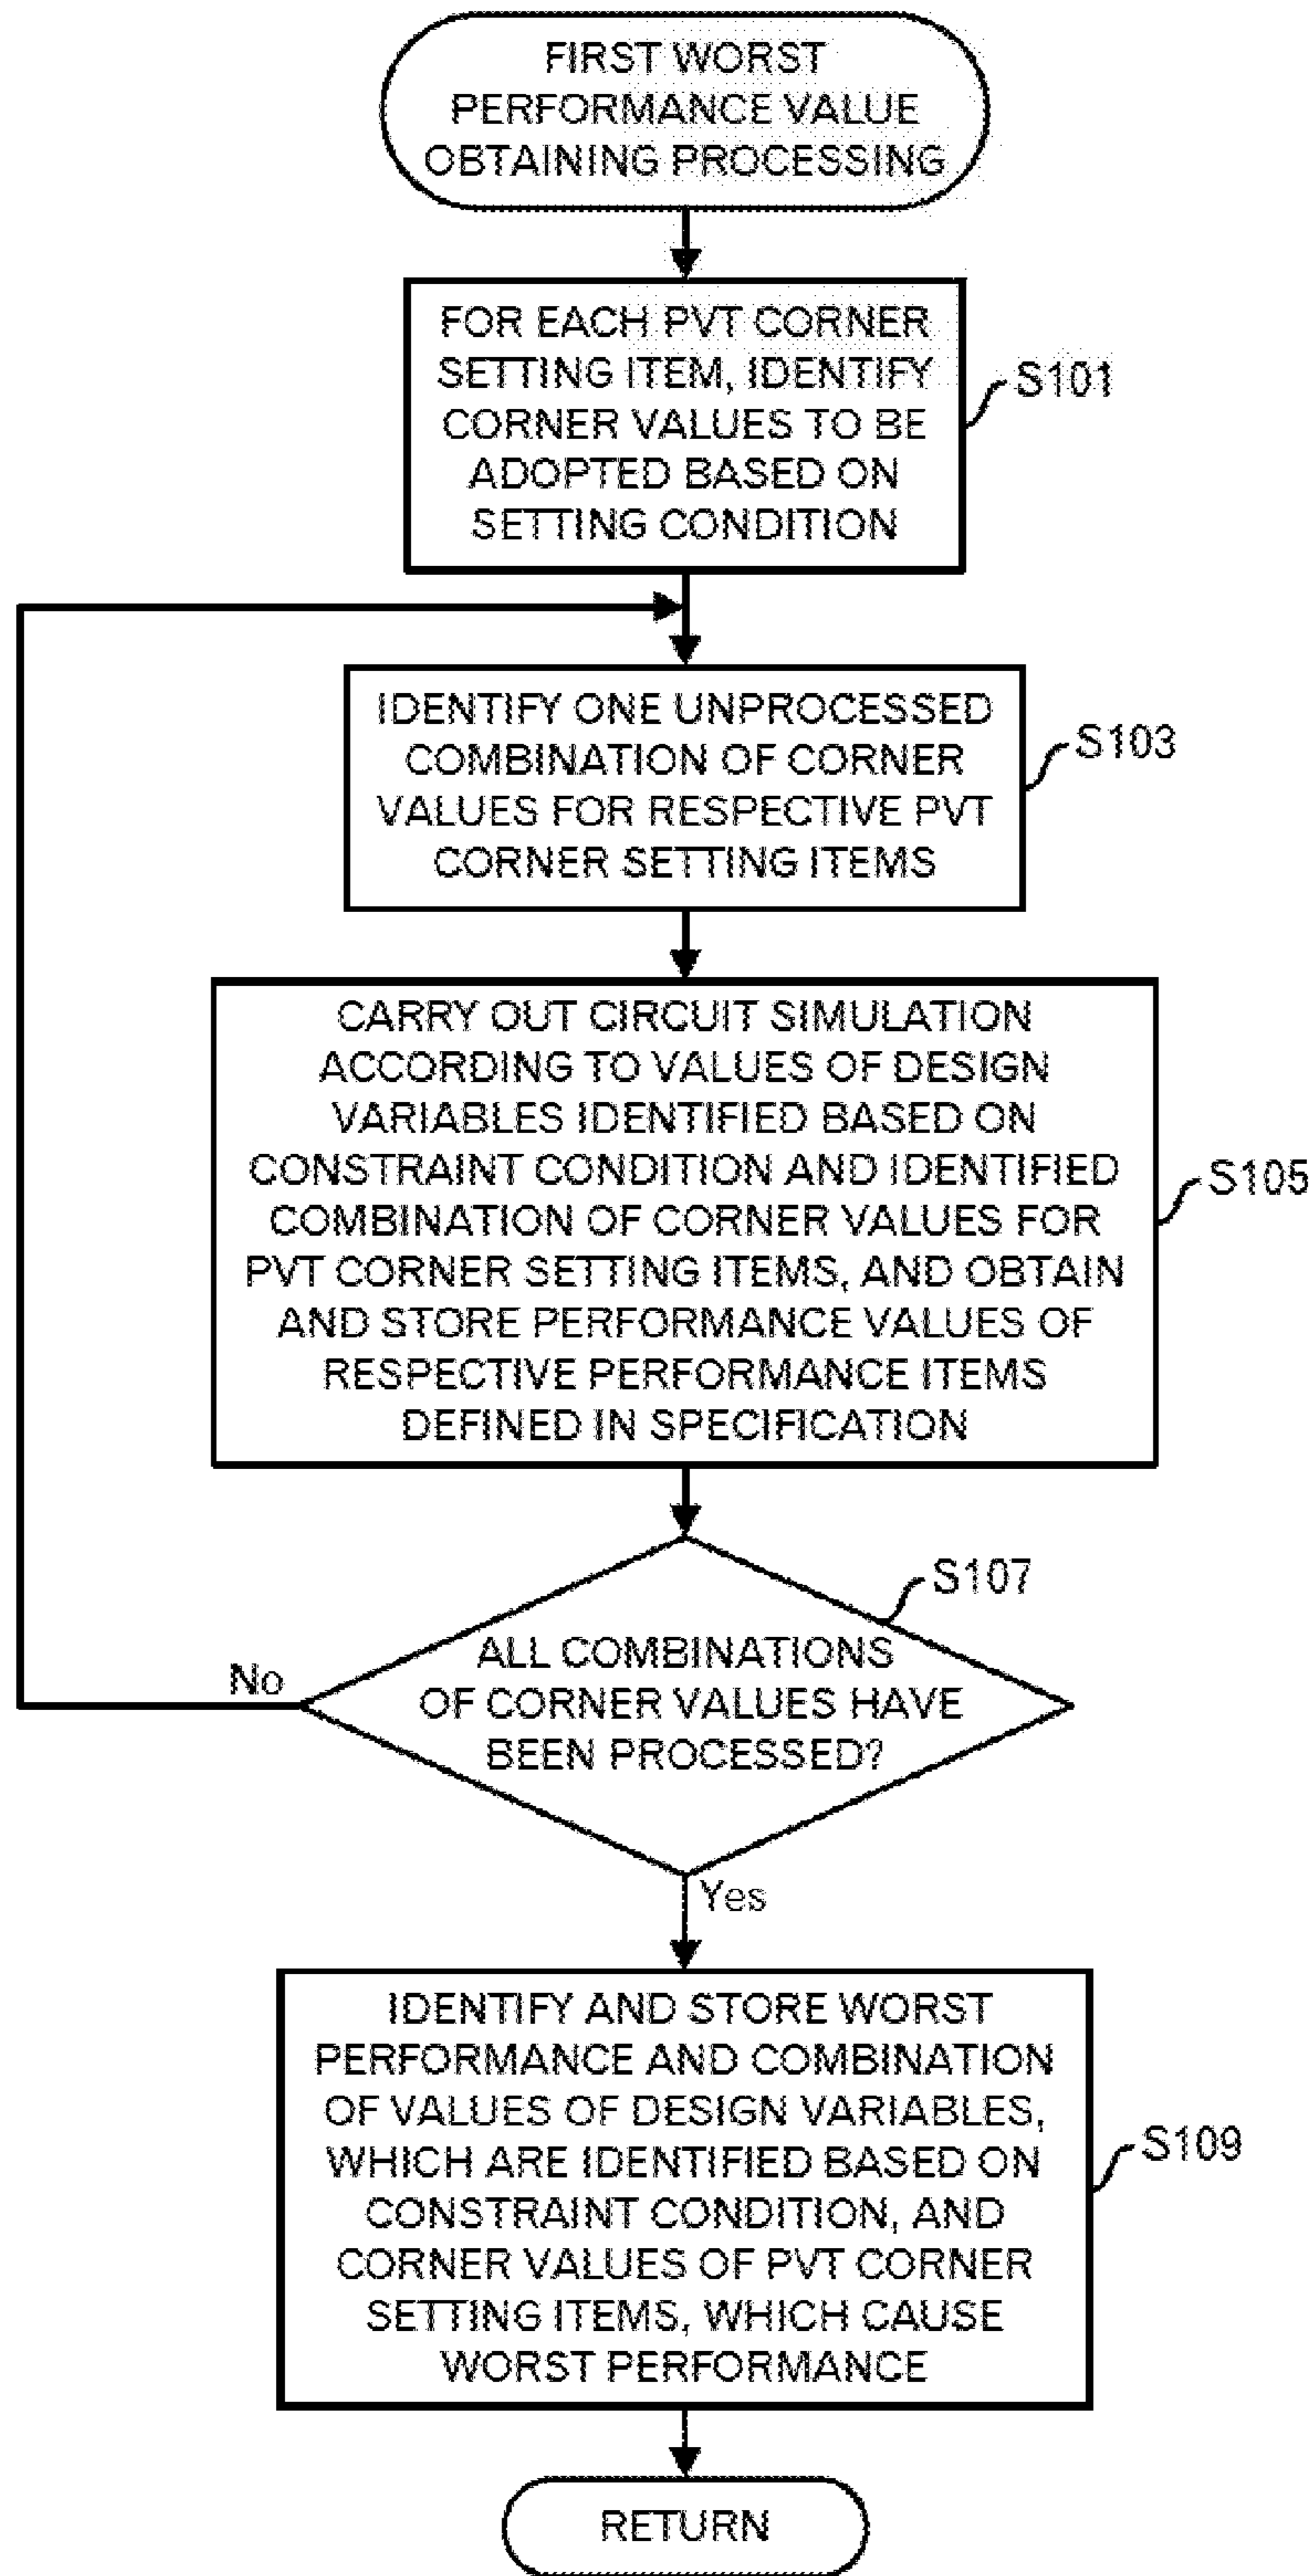 FIRST WORST
PERFORMANCE VALUE
OBTAINING PROCESSING
FOR EACH PVT CORNER
SETTING ITEM, IDENTIFY
CORNER VALUES TO BE
ADOPTED BASED ON
SETTING CONDITION
S101
IDENTIFY ONE UNPROCESSED
COMBINATION OF CORNER
VALUES FOR RESPECTIVE PVT
CORNER SETTING ITEMS
S103
CARRY OUT CIRCUIT SIMULATION
ACCORDING TO VALUES OF DESIGN
VARIABLES IDENTIFIED BASED ON
CONSTRAINT CONDITION AND IDENTIFIED
COMBINATION OF CORNER VALUES FOR
PVT CORNER SETTING ITEMS, AND OBTAIN
AND STORE PERFORMANCE VALUES OF
RESPECTIVE PERFORMANCE ITEMS
DEFINED IN SPECIFICATION
S105
S107
ALL COMBINATIONS
OF CORNER VALUES HAVE
BEEN PROCESSED?
No
Yes
IDENTIFY AND STORE WORST
PERFORMANCE AND COMBINATION
OF VALUES OF DESIGN VARIABLES,
WHICH ARE IDENTIFIED BASED ON
CONSTRAINT CONDITION, AND
CORNER VALUES OF PVT CORNER
SETTING ITEMS, WHICH CAUSE
WORST PERFORMANCE
S109
RETURN